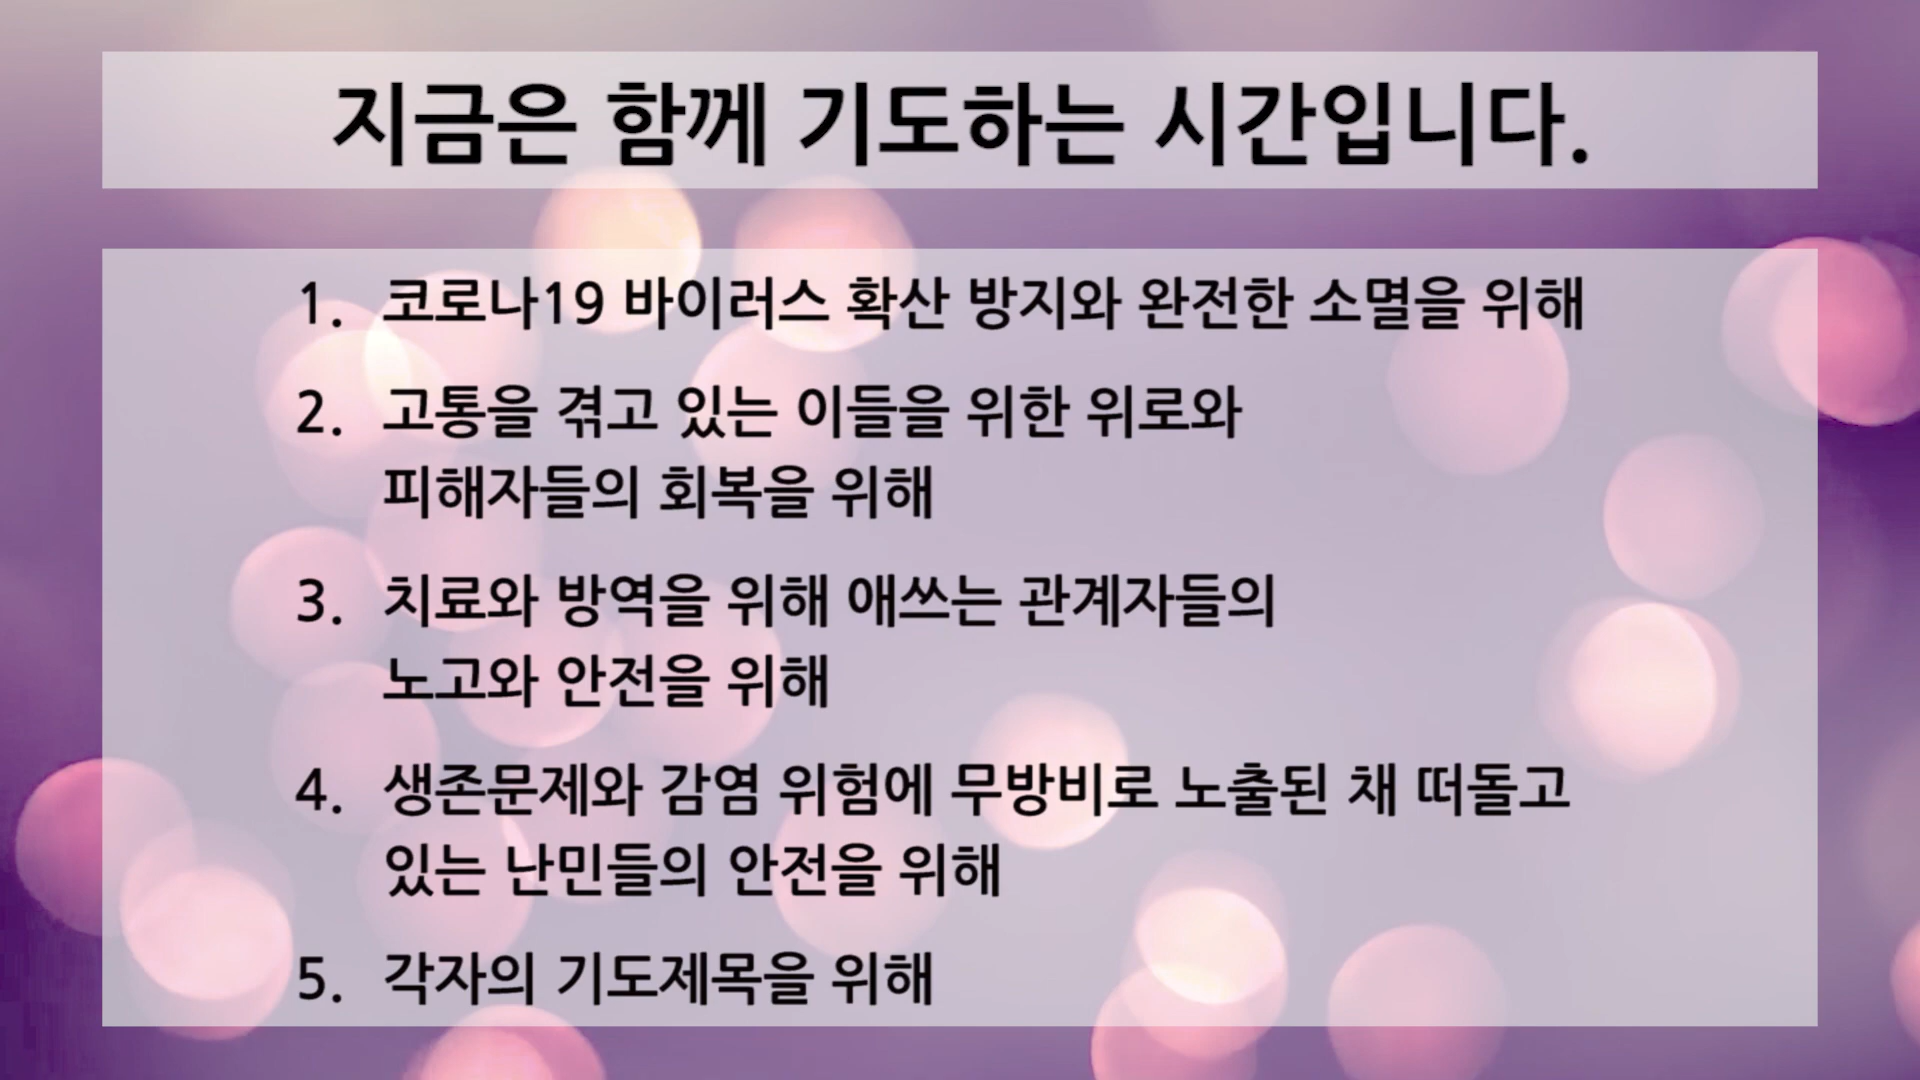 지금은 함께 기도하는 시간입니다.
1. 코로나19 바이러스 확산 방지와 완전한 소멸을 위해
2. 고통을 겪고 있는 이들을 위한 위로와
피해자들의 회복을 위해
3. 치료와 방역을 위해 애쓰는 관계자들의
노고와 안전을 위해
4. 생존문제와 감염 위험에 무방비로 노출된 채 떠돌고
있는 난민들의 안전을 위해
5. 각자의 기도제목을 위해